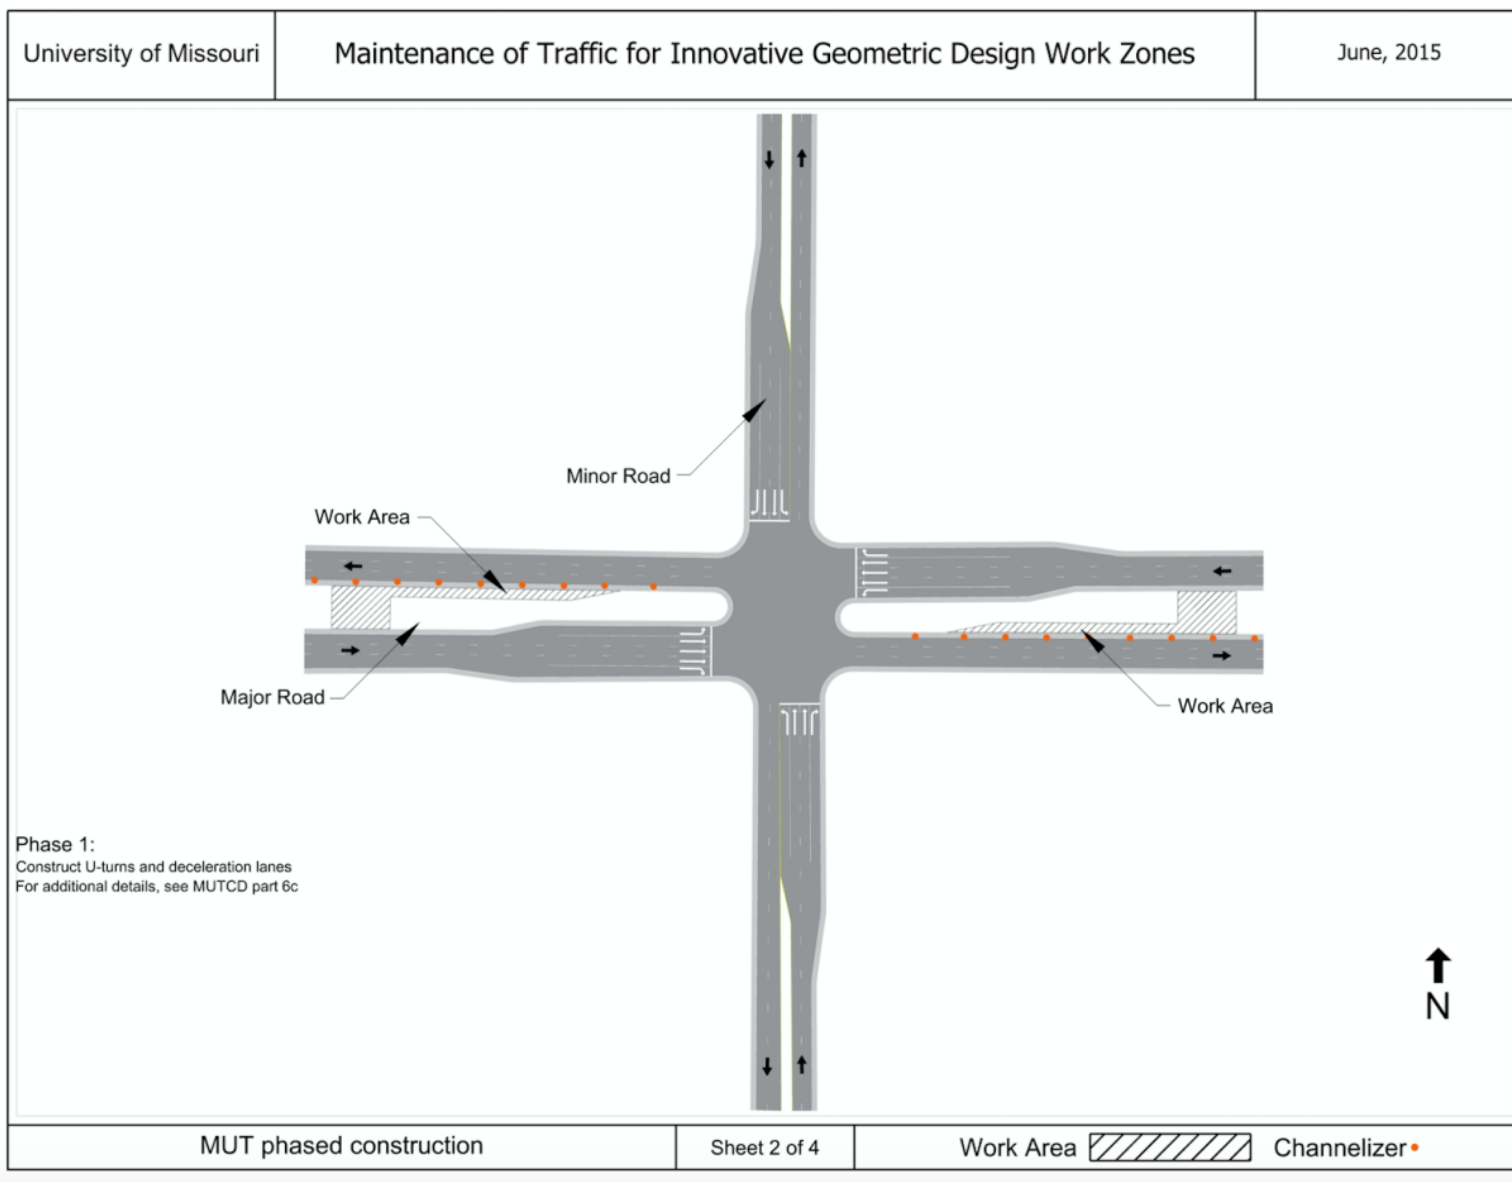 University of Missouri
Maintenance of Traffic for Innovative Geometric Design Work Zones
June, 2015
Minor Road
Work Area
Major Road
Work Area
Phase 1:
Construct U-turns and deceleration lanes
For additional details, see MUTCD part 6c
N
MUT phased construction
Sheet 2 of 4
Work Area
Channelizer